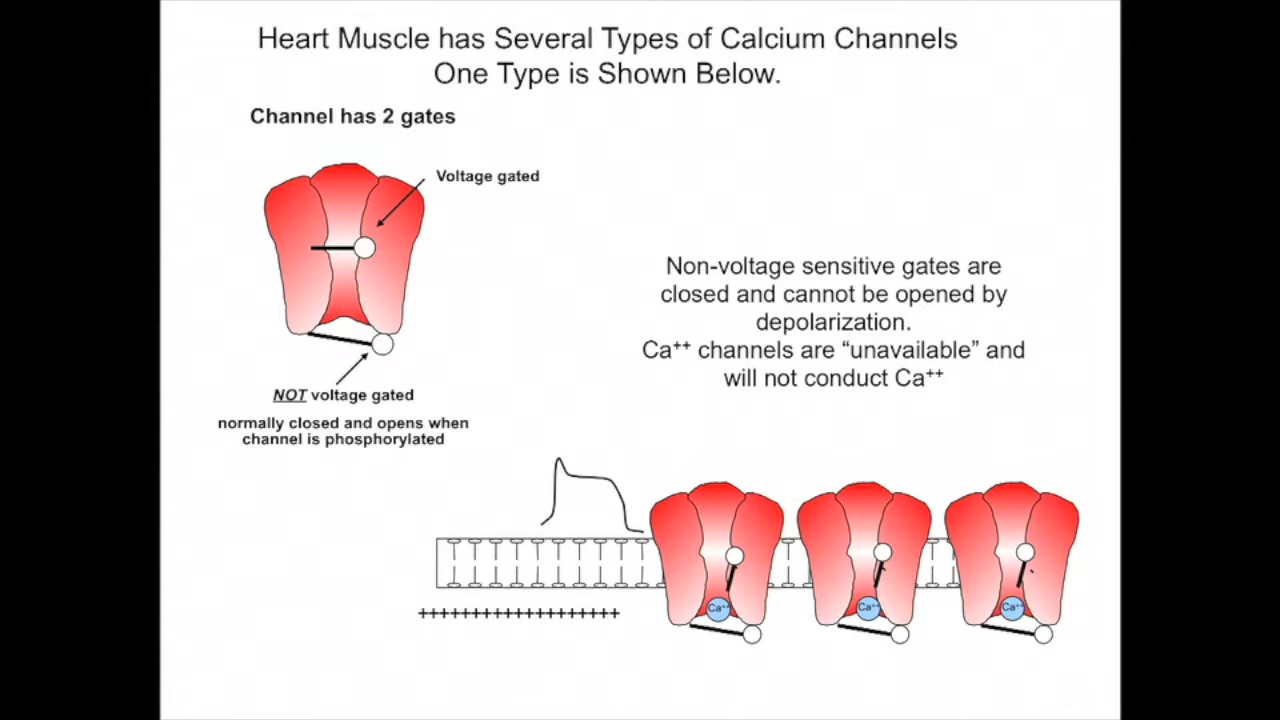 Heart Muscle has Several Types of Calcium Channels
One Type is Shown Below.
Channel has 2 gates
Voltage gated
NOT voltage gated
normally closed and opens when
channel is phosphorylated
Non-voltage sensitive gates are
closed and cannot be opened by
depolarization.
Ca⁺⁺ channels are “unavailable” and
will not conduct Ca⁺⁺
++++++++++++++++++++
Ca⁺⁺
Ca⁺⁺
Ca⁺⁺